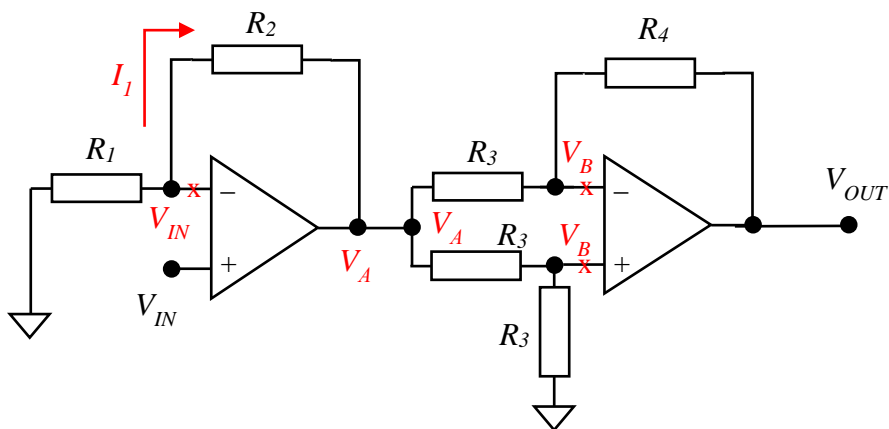 R2
R4
I1
R1
R3
VB
−
−
VIN
VA
R3
VB
VOUT
+
+
VA
VIN
R3